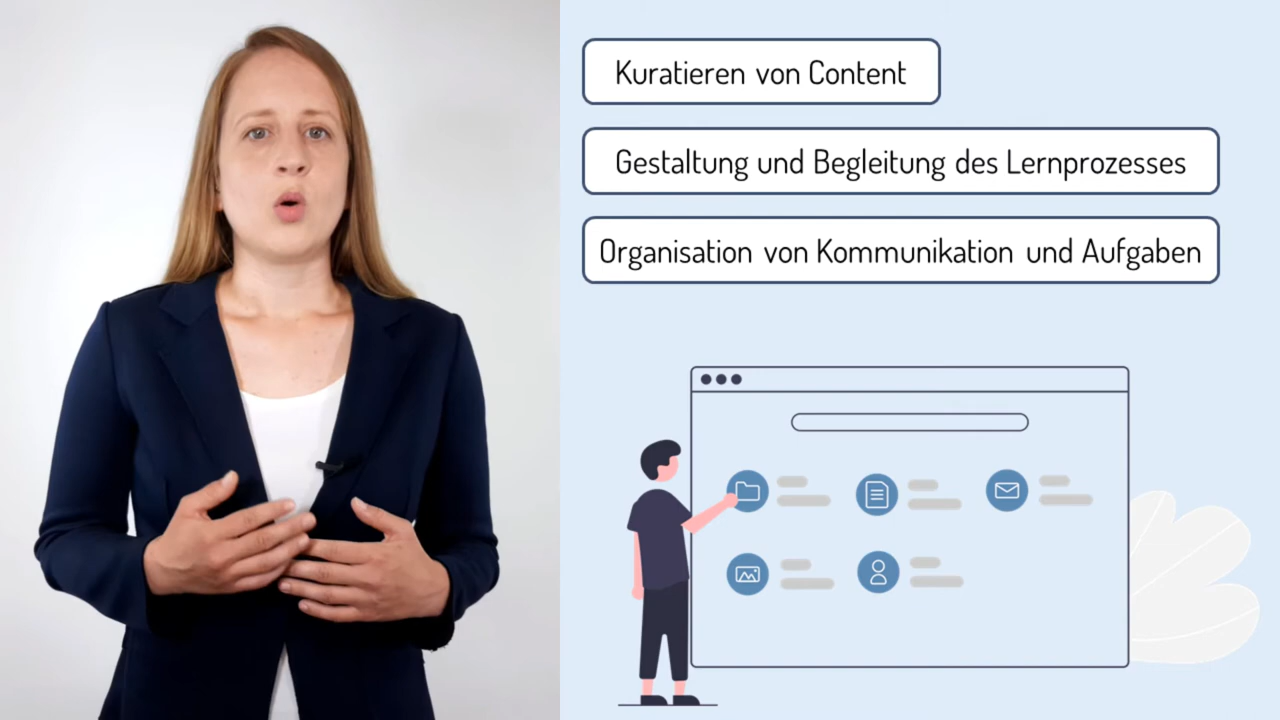 Kuratieren von Content
Gestaltung und Begleitung des Lernprozesses
Organisation von Kommunikation und Aufgaben